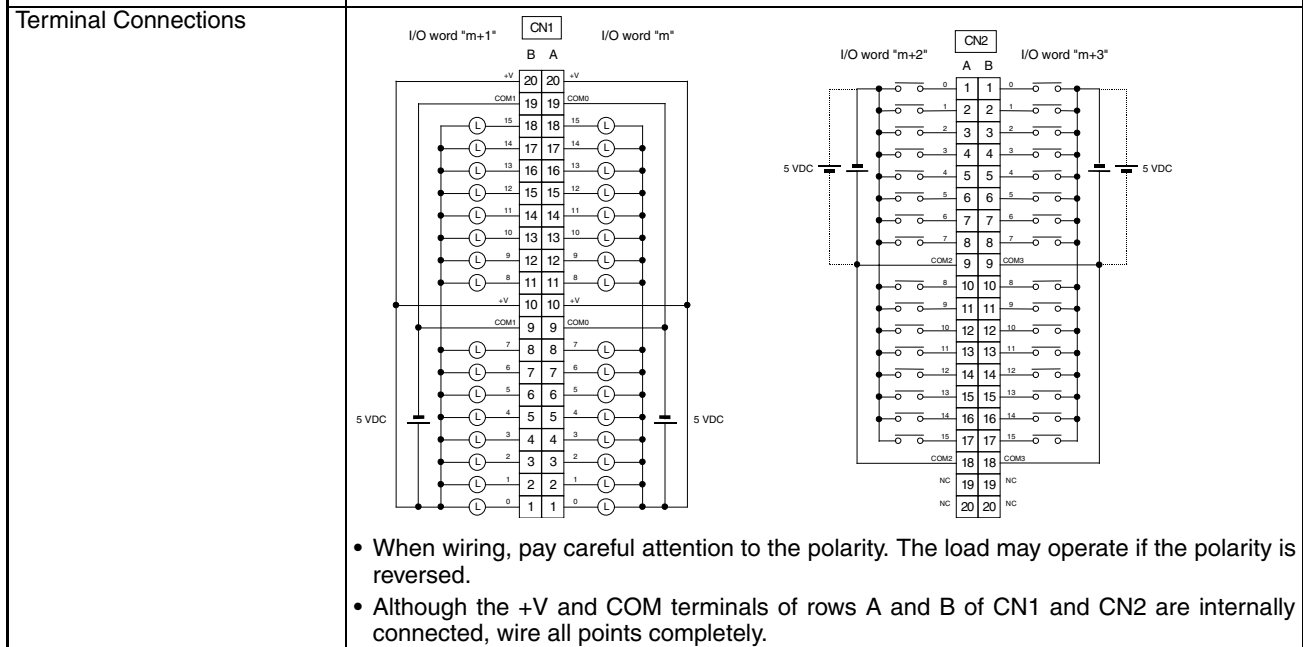 Terminal Connections
I/O word "m+1" CN1 I/O word "m"
B A
+V 20 20 +V
COM1 19 19 COM0
L 15 18 18 15 L
L 14 17 17 14 L
L 13 16 16 13 L
L 12 15 15 12 L
L 11 14 14 11 L
L 10 13 13 10 L
L 9 12 12 9 L
L 8 11 11 8 L
+V 10 10 +V
COM1 9 9 COM0
L 7 8 8 7 L
L 6 7 7 6 L
L 5 6 6 5 L
5 VDC L 4 5 5 4 L 5 VDC
L 3 4 4 3 L
L 2 3 3 2 L
L 1 2 2 1 L
L 0 1 1 0 L
I/O word "m+2" CN2 I/O word "m+3"
A B
0 1 1 0
1 2 2 1
2 3 3 2
3 4 4 3
5 VDC 4 5 5 4 5 VDC
5 6 6 5
6 7 7 6
7 8 8 7
COM2 9 9 COM3
8 10 10 8
9 11 11 9
10 12 12 10
11 13 13 11
12 14 14 12
13 15 15 13
14 16 16 14
15 17 17 15
COM2 18 18 COM3
NC 19 19 NC
NC 20 20 NC
• When wiring, pay careful attention to the polarity. The load may operate if the polarity is
reversed.
• Although the +V and COM terminals of rows A and B of CN1 and CN2 are internally
connected, wire all points completely.